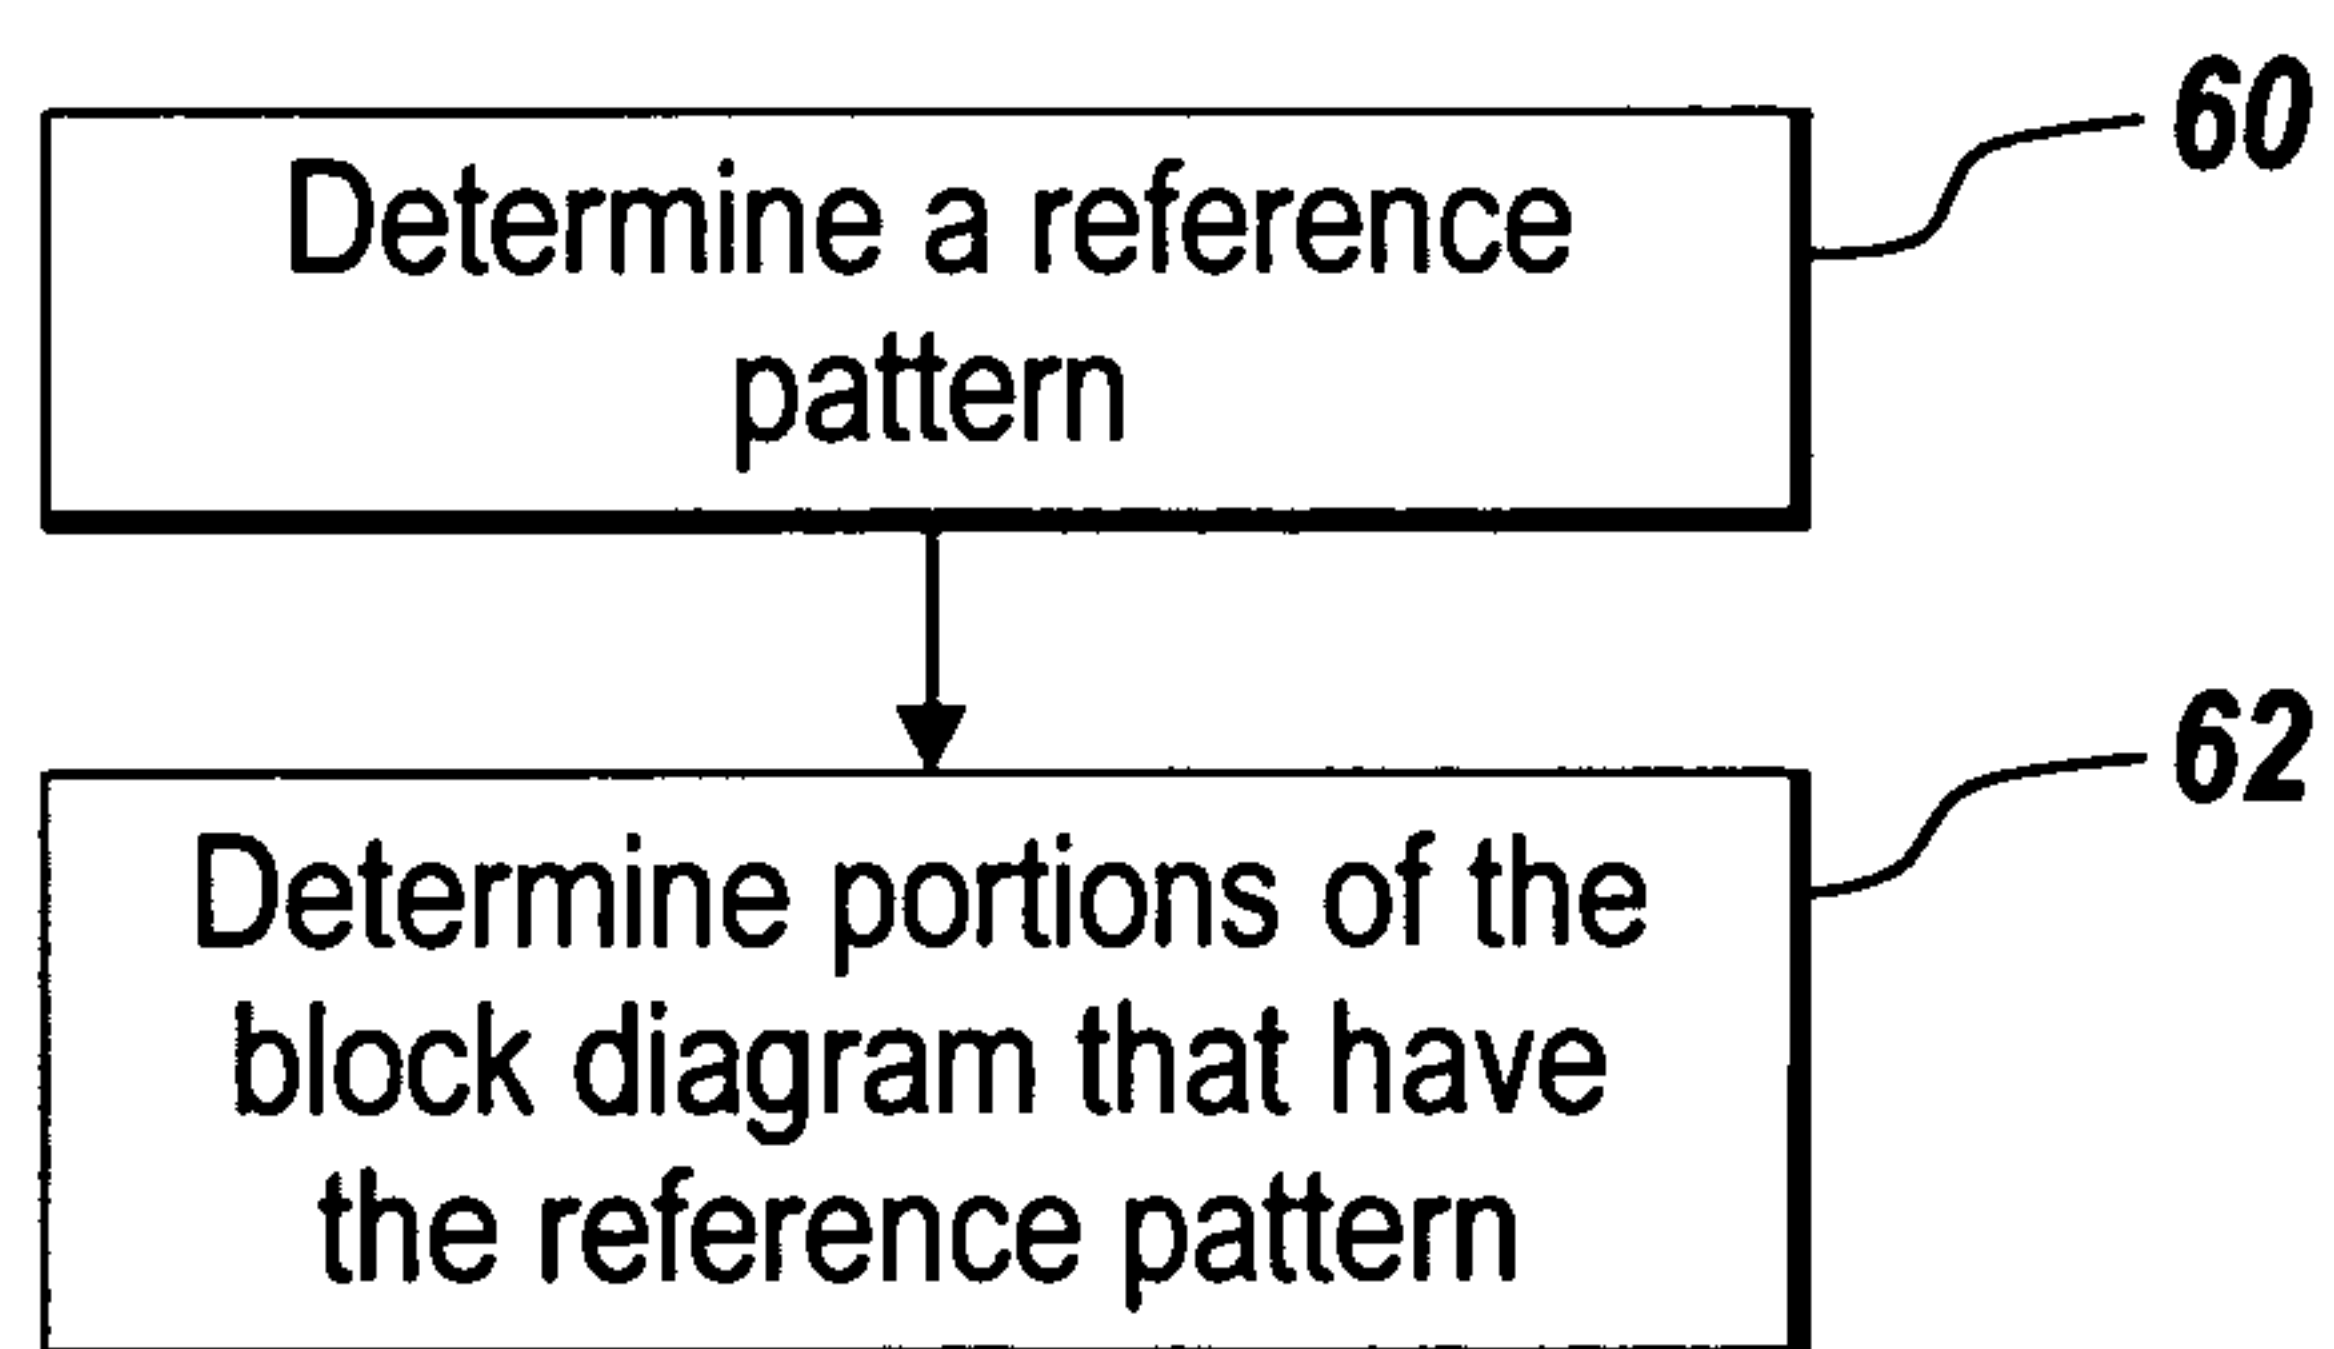 60
Determine a reference
pattern
62
Determine portions of the
block diagram that have
the reference pattern